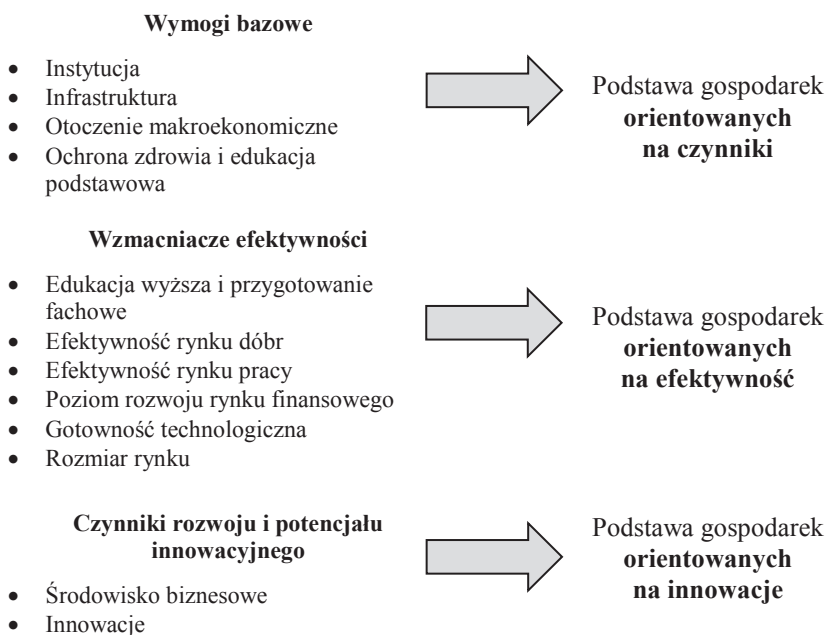 Wymogi bazowe
• Instytucja
• Infrastruktura
• Otoczenie makroekonomiczne
• Ochrona zdrowia i edukacja
podstawowa
Podstawa gospodarek
orientowanych
na czynniki
Wzmacniacze efektywności
• Edukacja wyższa i przygotowanie
fachowe
• Efektywność rynku dóbr
• Efektywność rynku pracy
• Poziom rozwoju rynku finansowego
• Gotowność technologiczna
• Rozmiar rynku
Podstawa gospodarek
orientowanych
na efektywność
Czynniki rozwoju i potencjału
innowacyjnego
• Środowisko biznesowe
• Innowacje
Podstawa gospodarek
orientowanych
na innowacje